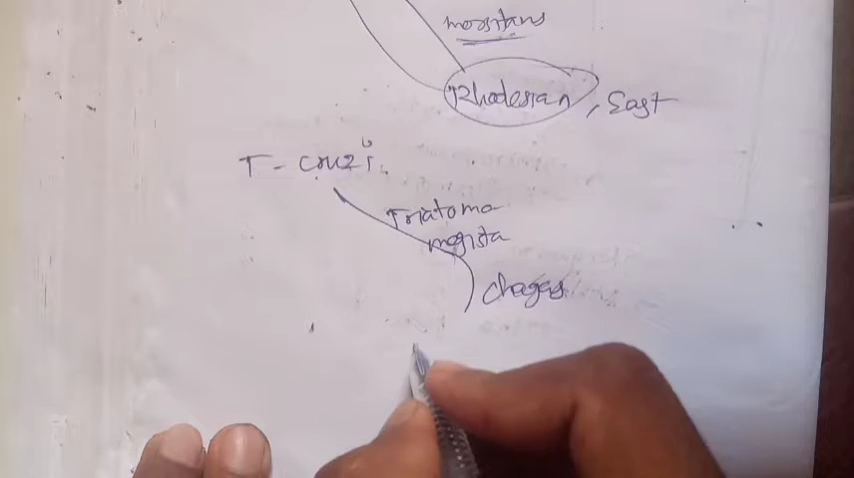 morsitans
Rhodesian, East
T- cruzi.
Triatoma
megista
chagas